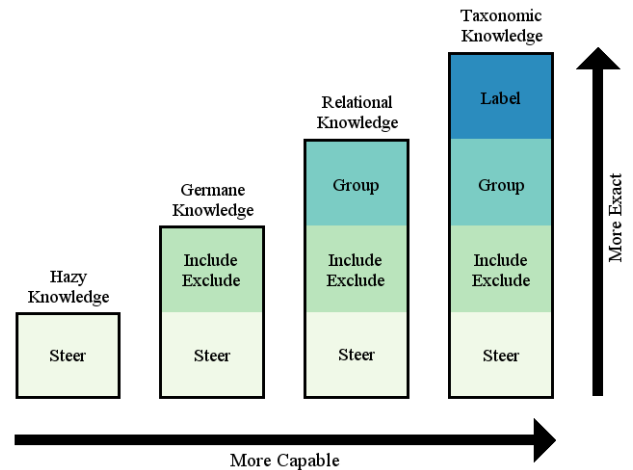 Taxonomic
Knowledge
Label
Group
Include
Exclude
Steer
Relational
Knowledge
Group
Include
Exclude
Steer
Germane
Knowledge
Include
Exclude
Steer
Hazy
Knowledge
Steer
More Exact
More Capable